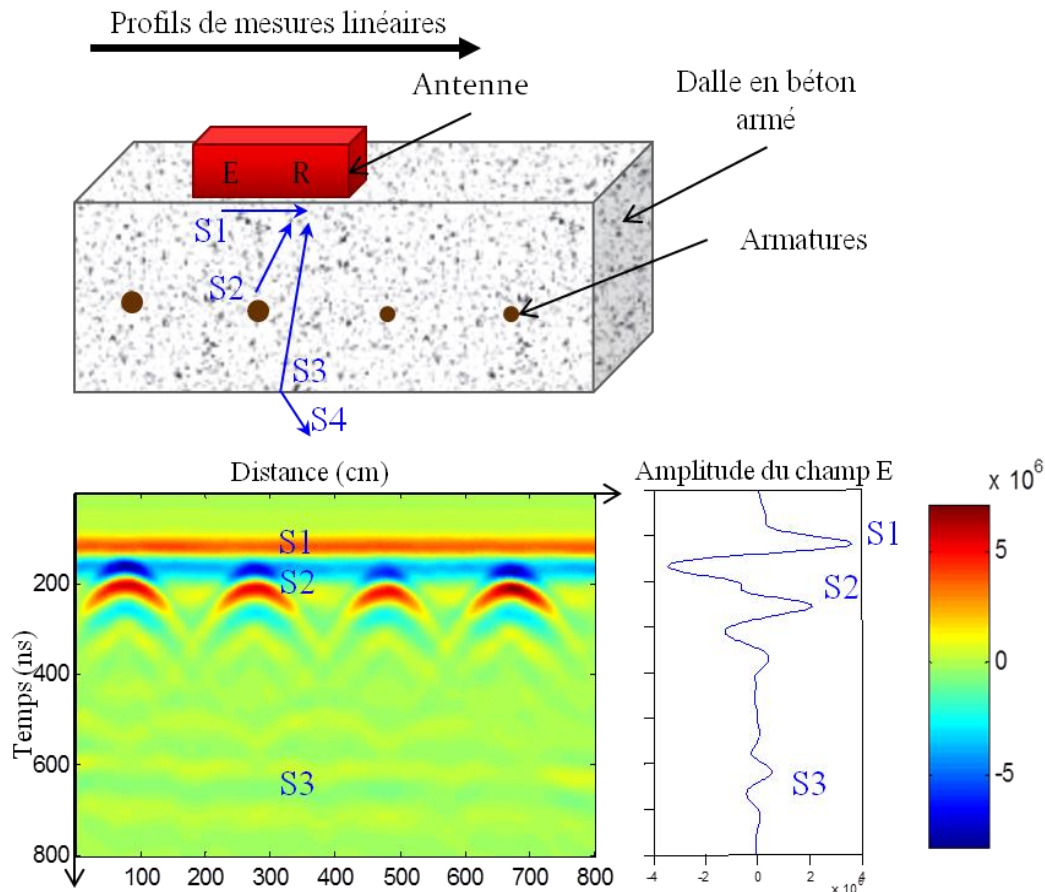 Profils de mesures linéaires
Antenne
Dalle en béton
armé
E R
S1
S2
Armatures
S3
S4
Distance (cm)
Amplitude du champ E
x 10^6
S1
S1
5
200
S2
S2
Temps (ns)
0
400
600
S3
S3
-5
800
100 200 300 400 500 600 700 800
-4 -2 0 2 4